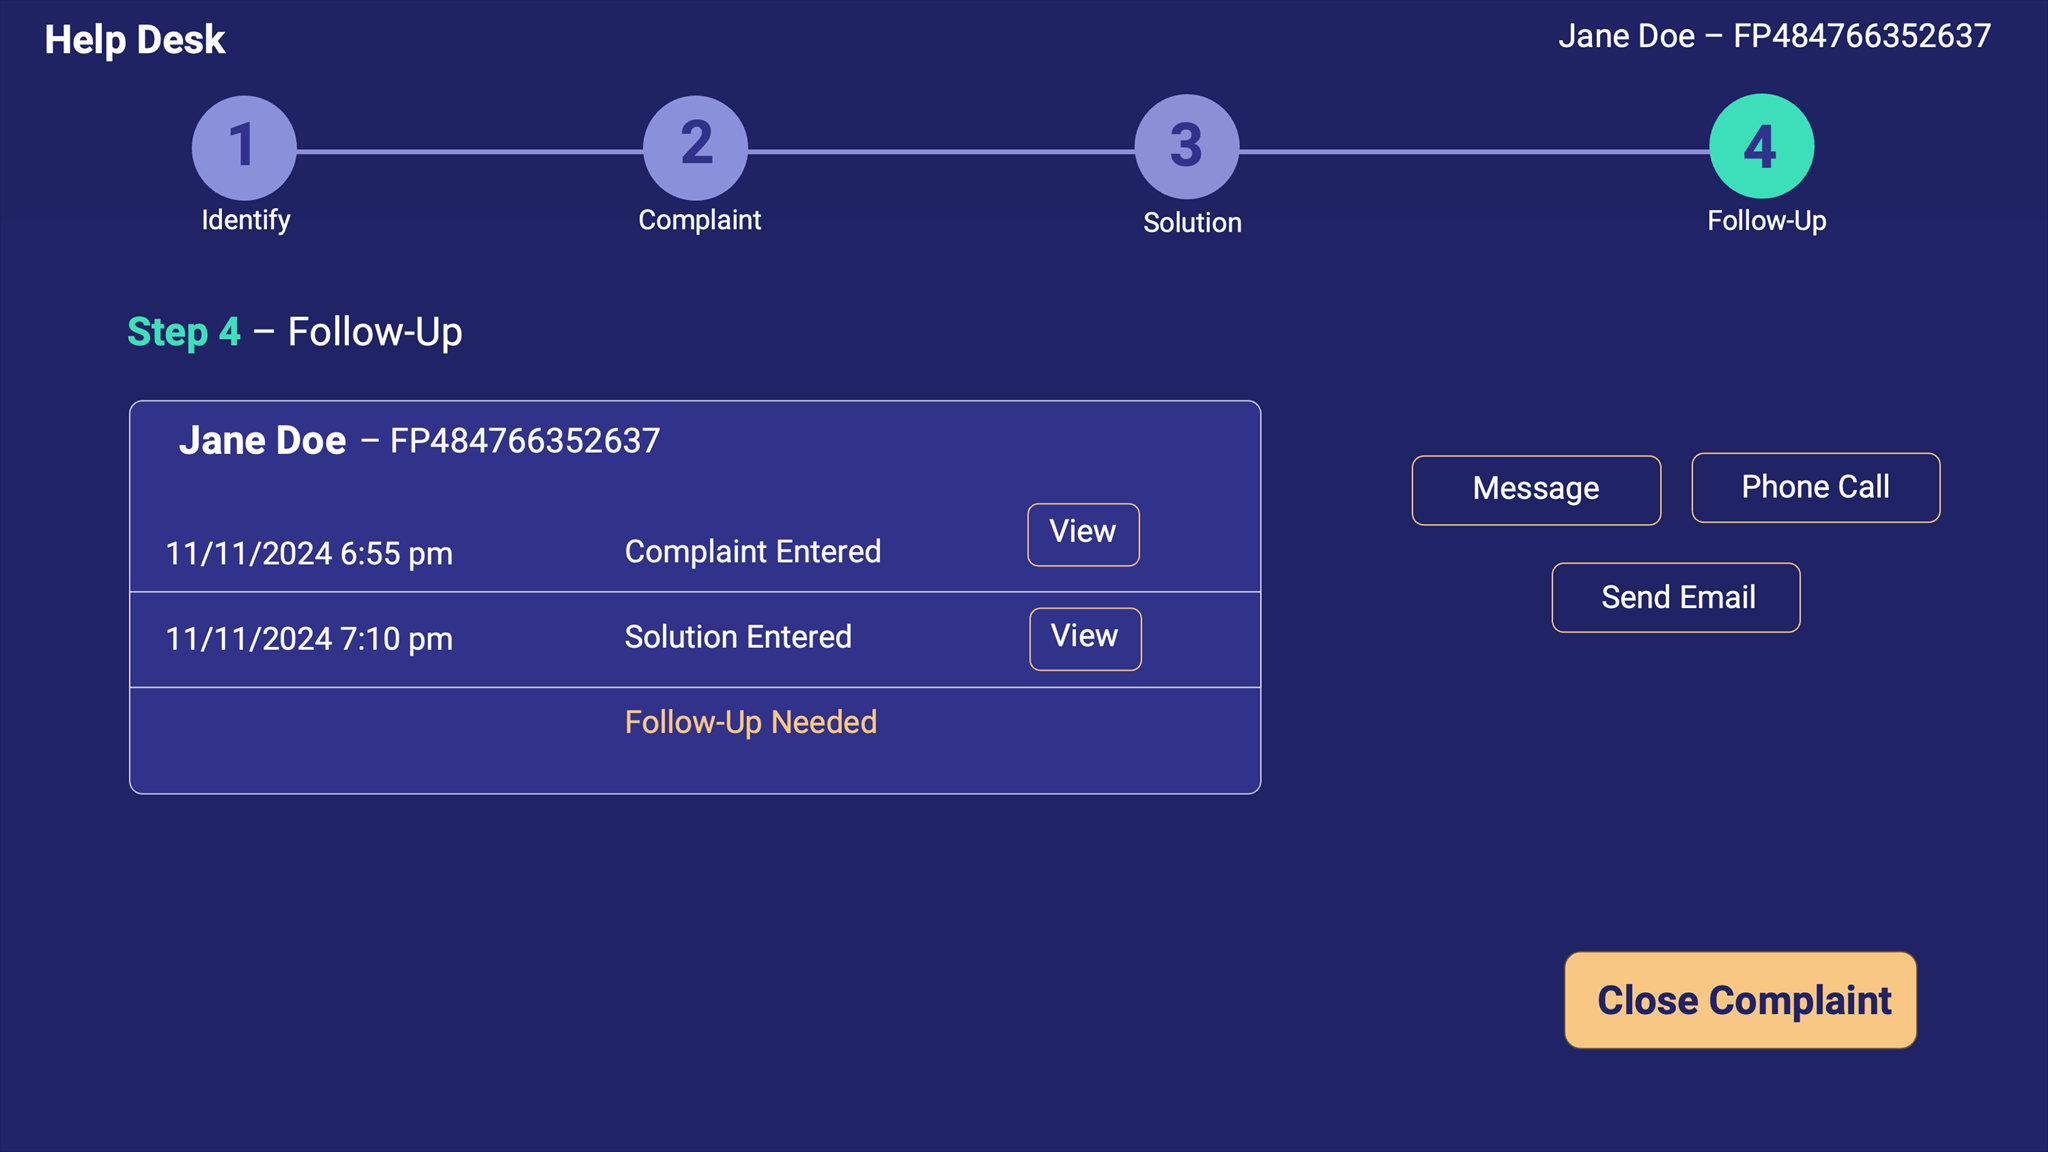 Help Desk
Jane Doe – FP484766352637
1
2
3
4
Identify
Complaint
Solution
Follow-Up
Step 4 – Follow-Up
Jane Doe – FP484766352637
11/11/2024 6:55 pm
Complaint Entered
View
11/11/2024 7:10 pm
Solution Entered
View
Follow-Up Needed
Message
Phone Call
Send Email
Close Complaint